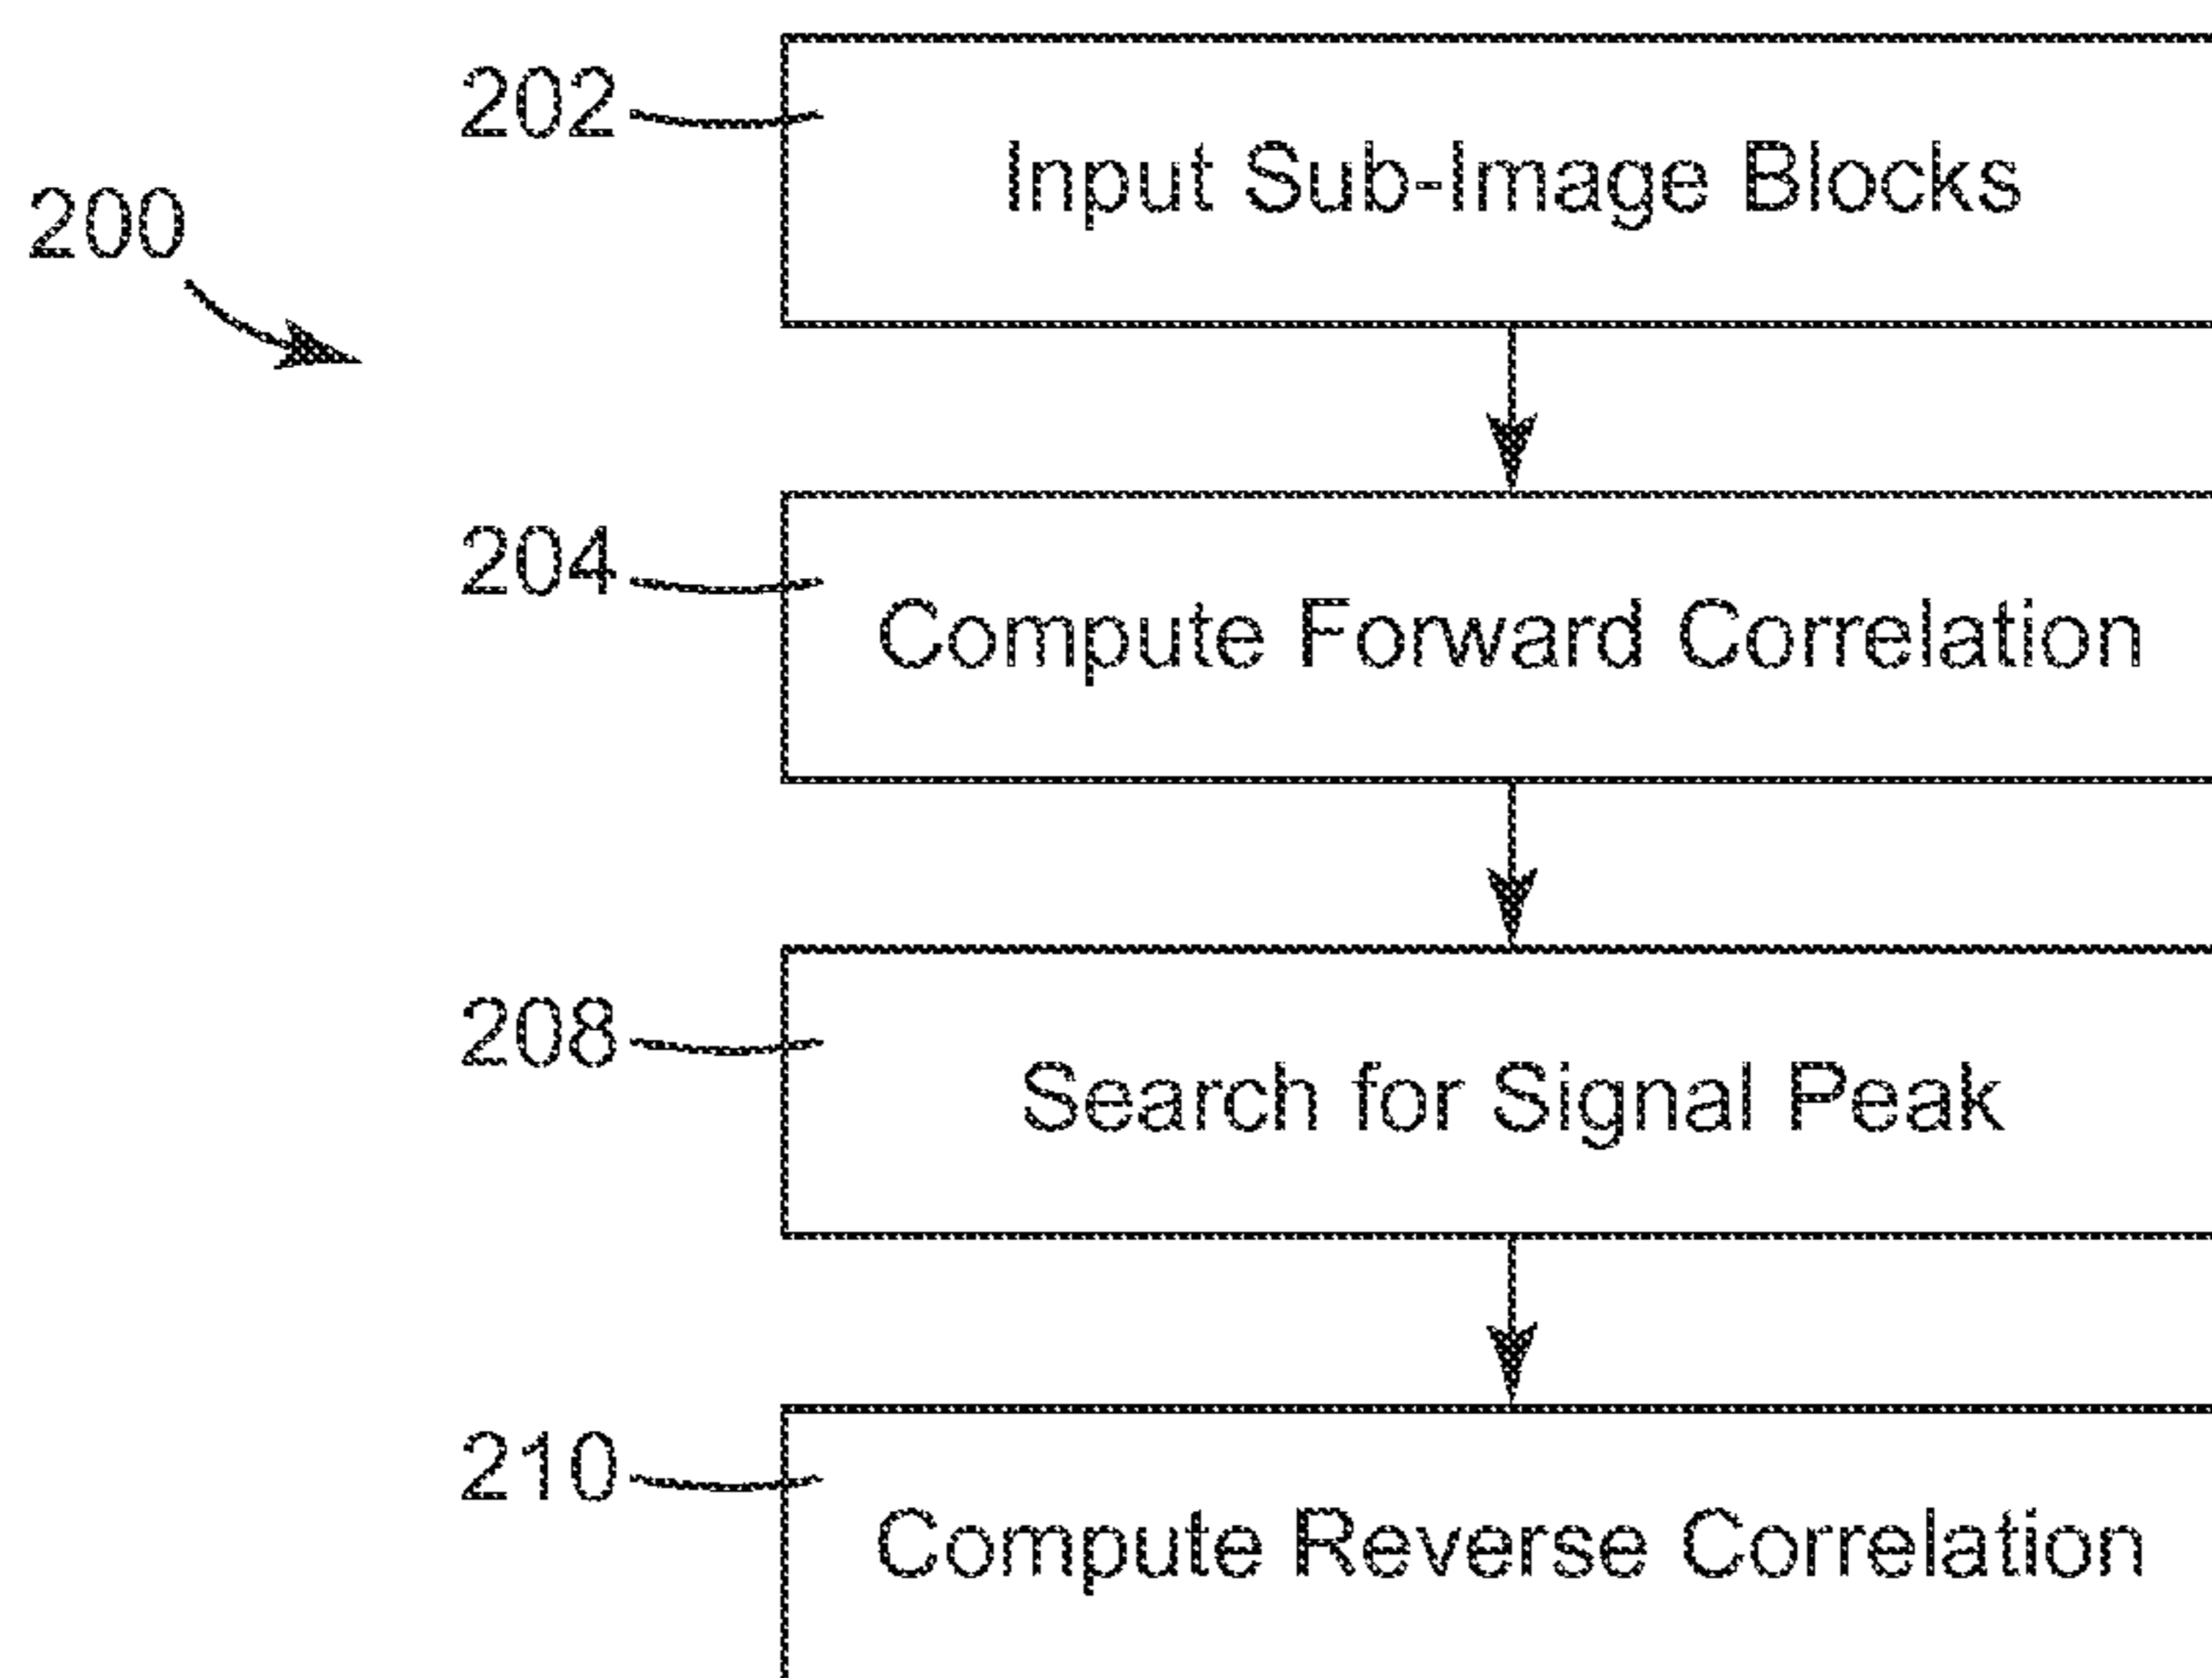 202
Input Sub-Image Blocks
200
204
Compute Forward Correlation
208
Search for Signal Peak
210
Compute Reverse Correlation